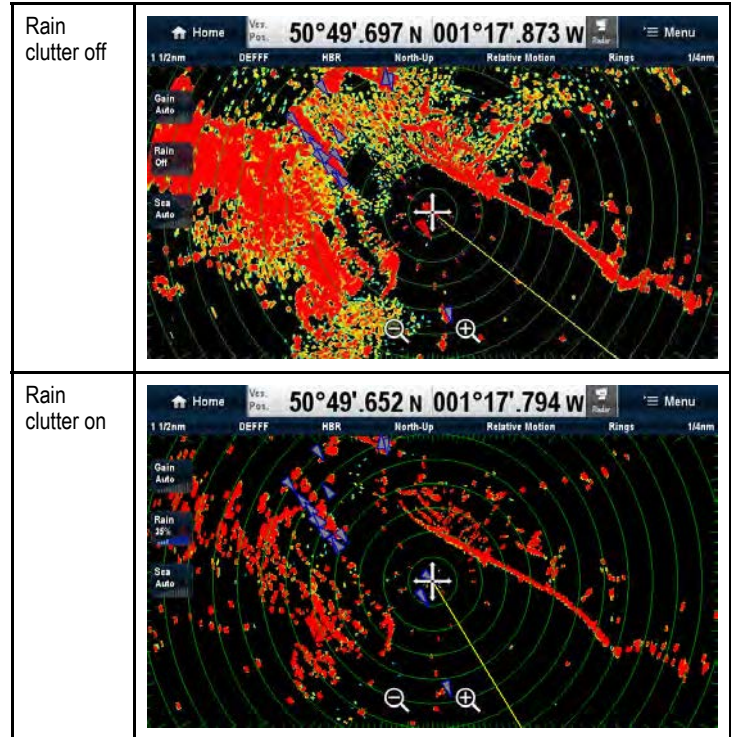 Rain
clutter off
Home Ves. Pos. 50°49'.697 N 001°17'.873 W Radar Menu
1 1/2nm DEFFF HBR North-Up Relative Motion Rings 1/4nm
Gain
Auto
Rain
Off
Sea
Auto
Rain
clutter on
Home Ves. Pos. 50°49'.652 N 001°17'.794 W Radar Menu
1 1/2nm DEFFF HBR North-Up Relative Motion Rings 1/4nm
Gain
Auto
Rain
35%
Sea
Auto